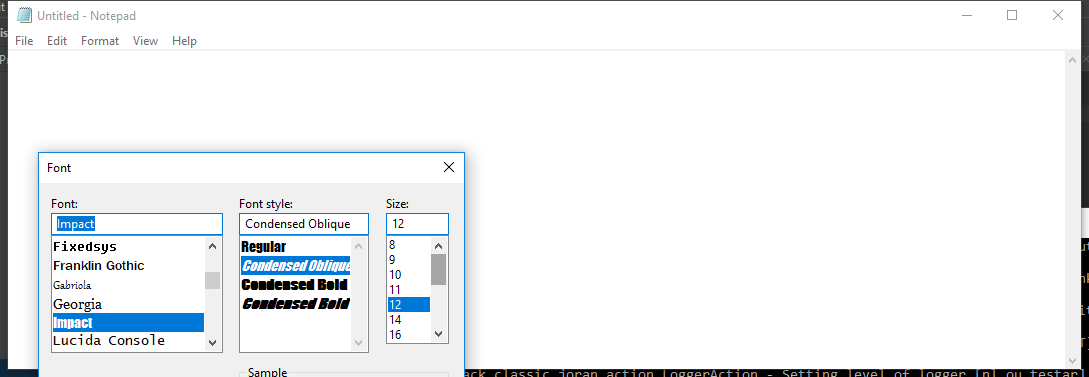 Untitled - Notepad
File Edit Format View Help
Font
Font: Font style: Size:
Impact Condensed Oblique 12
Fixedsys
Franklin Gothic
Gabriola
Georgia
Impact
Lucida Console
Regular
Condensed Oblique
Condensed Bold
Condensed Bold
8
9
10
11
12
14
16
Sample
ack classic joran action LoggerAction - Setting level of logger [nl ou testar]